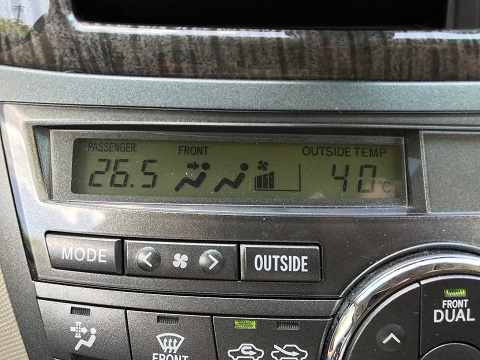 PASSENGER FRONT OUTSIDE TEMP
26.5 40°C
MODE OUTSIDE
FRONT
FRONT
DUAL